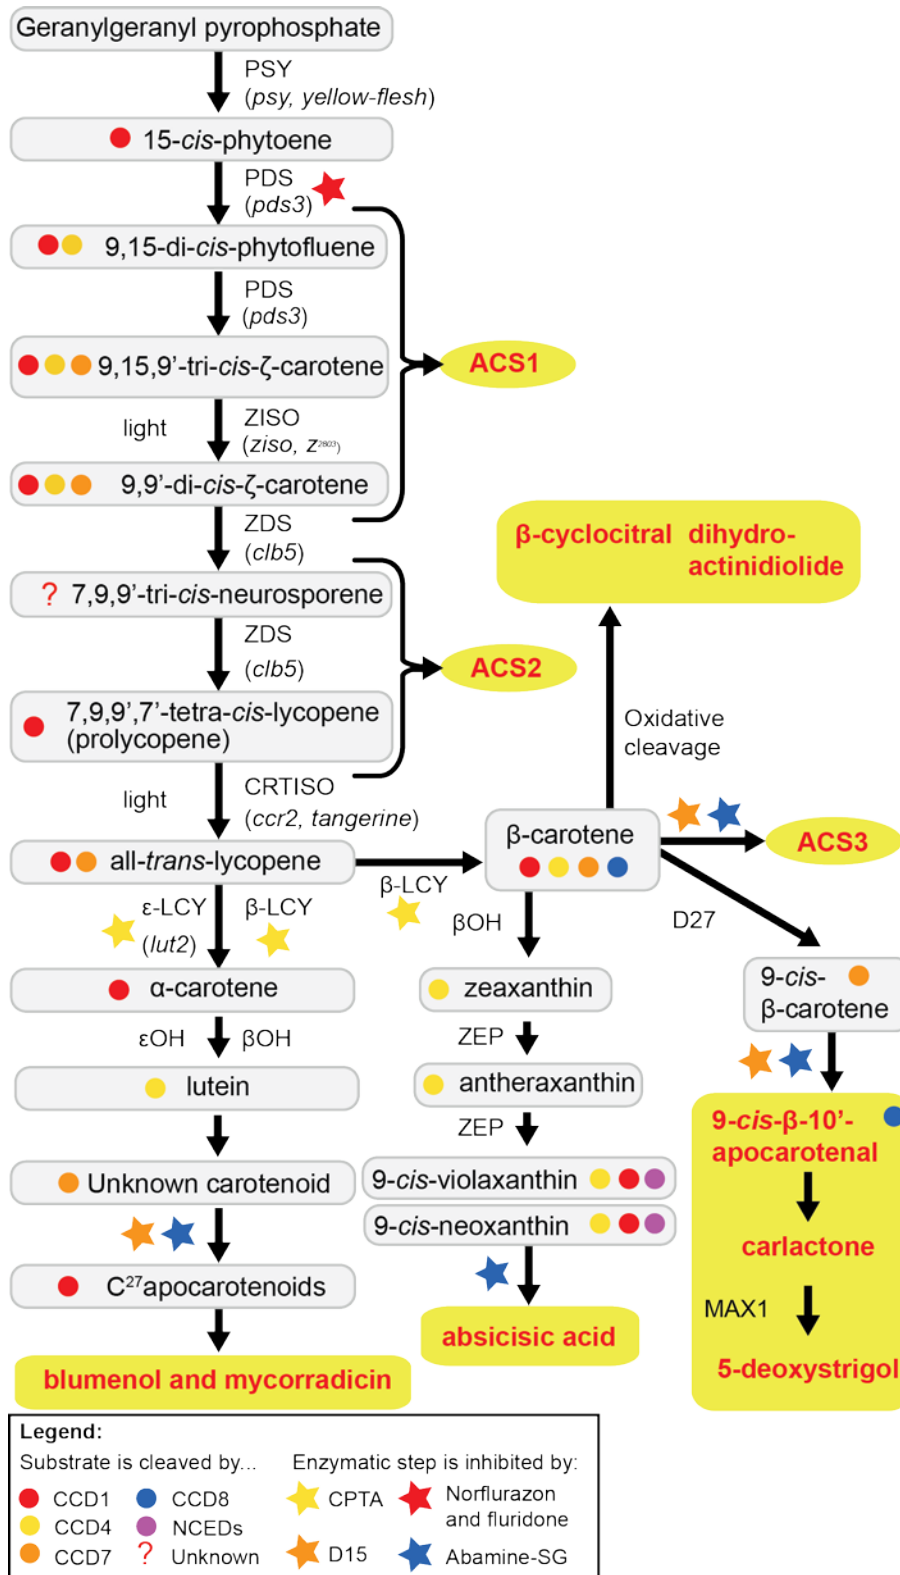 Geranylgeranyl pyrophosphate
PSY
(psy, yellow-flesh)
15-cis-phytoene
PDS
(pds3)
9,15-di-cis-phytofluene
PDS
(pds3)
9,15,9’-tri-cis-ζ-carotene
ACS1
light
ZISO
(ziso, z²⁸⁰³)
9,9’-di-cis-ζ-carotene
ZDS
(clb5)
β-cyclocitral dihydro-
actinidiolide
? 7,9,9’-tri-cis-neurosporene
ZDS
(clb5)
ACS2
7,9,9’,7’-tetra-cis-lycopene
(prolycopene)
Oxidative
cleavage
light
CRTISO
(ccr2, tangerine)
all-trans-lycopene
β-LCY
β-carotene
ACS3
ε-LCY
(lut2)
β-LCY
βOH
D27
α-carotene
zeaxanthin
9-cis-
β-carotene
εOH
βOH
ZEP
lutein
antheraxanthin
ZEP
Unknown carotenoid
9-cis-violaxanthin
9-cis-neoxanthin
9-cis-β-10’-
apocarotenal
carlactone
MAX1
5-deoxystrigol
C²⁷apocarotenoids
absicisic acid
blumenol and mycorradicin
Legend:
Substrate is cleaved by...
CCD1
CCD8
CCD4
NCEDs
CCD7
? Unknown
Enzymatic step is inhibited by:
CPTA
Norflurazon
and fluridone
D15
Abamine-SG